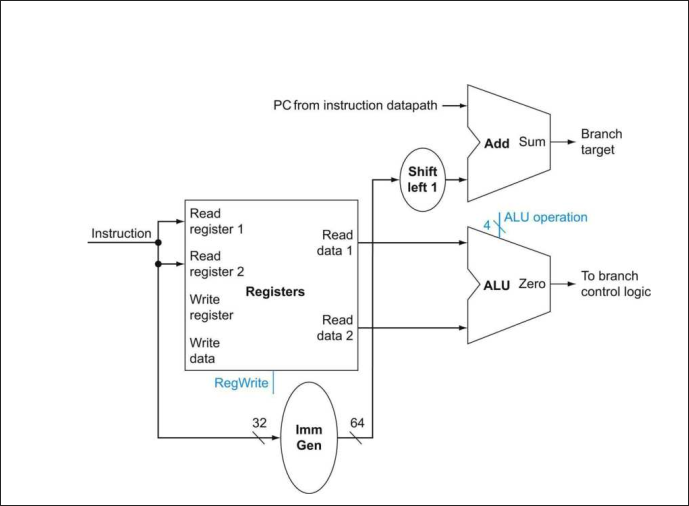 PC from instruction datapath
Add Sum
Branch
target
Shift
left 1
Instruction
Read
register 1
Read
register 2
Write
register
Write
data
Registers
Read
data 1
Read
data 2
RegWrite
4
ALU operation
ALU Zero
To branch
control logic
32
Imm
Gen
64